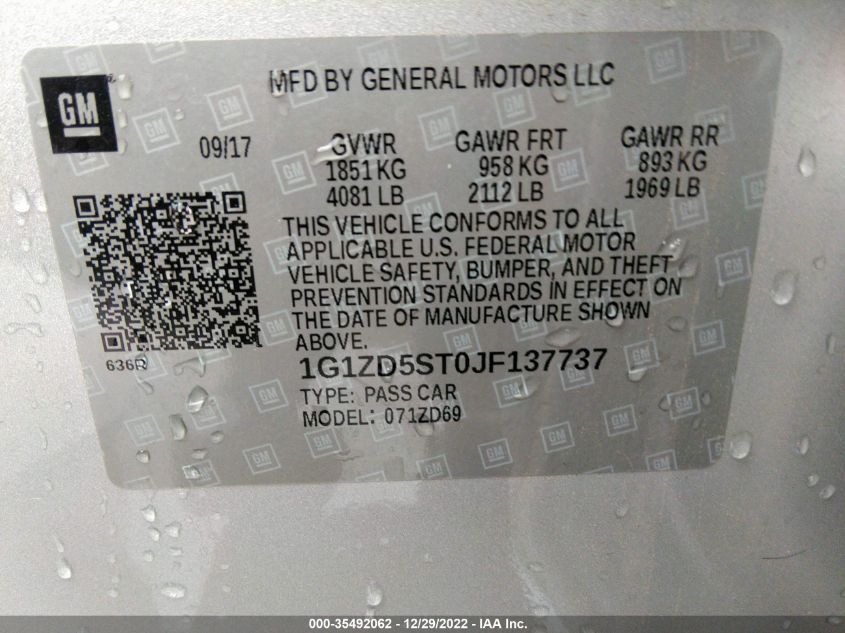 MFD BY GENERAL MOTORS LLC
GM
09/17
GVWR GAWR FRT GAWR RR
1851 KG 958 KG 893 KG
4081 LB 2112 LB 1969 LB
THIS VEHICLE CONFORMS TO ALL
APPLICABLE U.S. FEDERAL MOTOR
VEHICLE SAFETY, BUMPER, AND THEFT
PREVENTION STANDARDS IN EFFECT ON
THE DATE OF MANUFACTURE SHOWN
ABOVE.
636R
1G1ZD5ST0JF137737
TYPE: PASS CAR
MODEL: 071ZD69
000-35492062 - 12/29/2022 - IAA Inc.